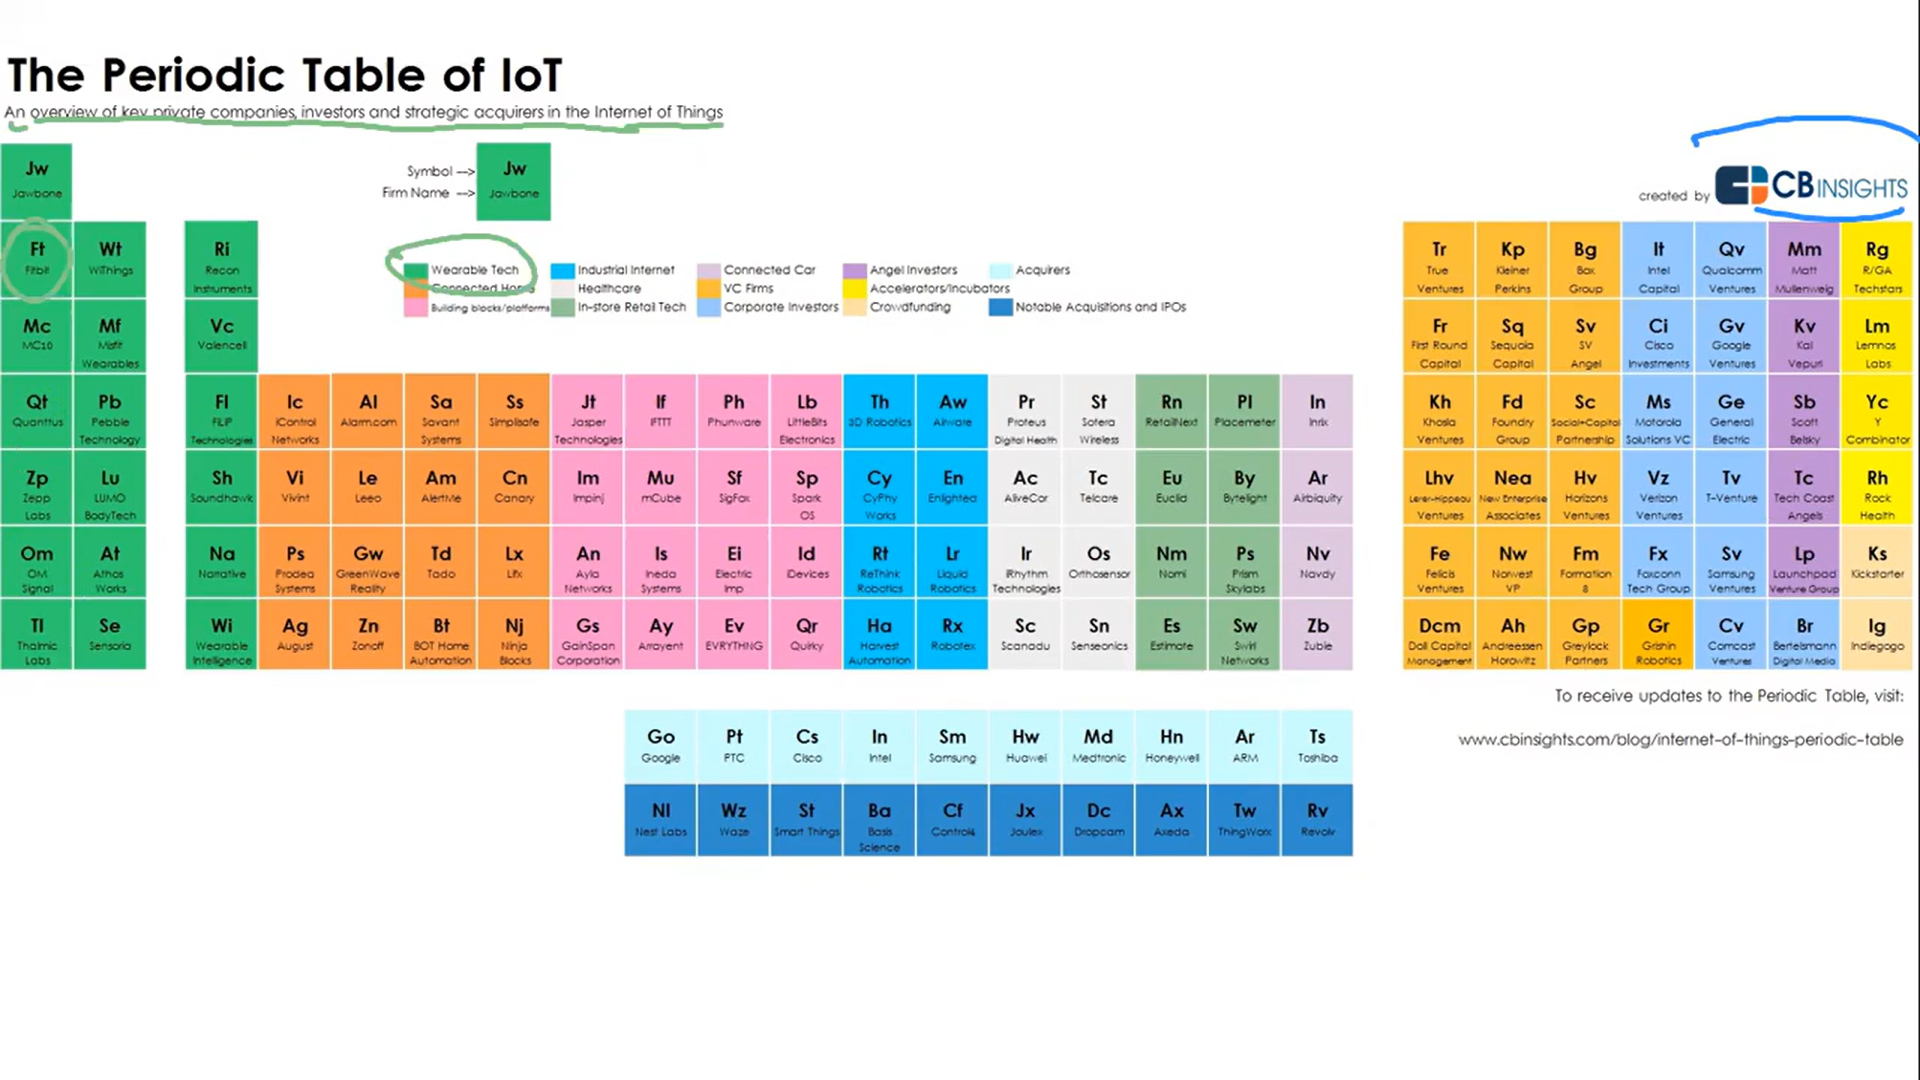 The Periodic Table of IoT
An overview of key private companies, investors and strategic acquirers in the Internet of Things
created by CBINSIGHTS
Jw
Jawbone
Symbol -->
Firm Name -->
Jw
Jawbone
Wearable Tech
Connected Home
Building blocks/platforms
Industrial Internet
Healthcare
In-store Retail Tech
Connected Car
VC Firms
Corporate Investors
Angel Investors
Accelerators/Incubators
Crowdfunding
Acquirers
Notable Acquisitions and IPOs
Ft
Fitbit
Wt
WiThings
Ri
Recon
Instruments
Mc
MC10
Mf
Misfit
Wearables
Vc
Valencell
Qt
Quanttus
Pb
Pebble
Technology
Fl
FiLIP
Technologies
Ic
iControl
Networks
Al
Alarm.com
Sa
Savant
Systems
Ss
Simplisafe
Jt
Jasper
Technologies
If
IFTTT
Ph
Phunware
Lb
LittleBits
Electronics
Th
3D Robotics
Aw
Airware
Pr
Proteus
Digital Health
St
Sotera
Wireless
Rn
RetailNext
Pl
Placemeter
In
Inrix
Zp
Zepp
Labs
Lu
LUMO
BodyTech
Sh
Soundhawk
Vi
Vivint
Le
Leeo
Am
AlertMe
Cn
Canary
Im
Impinj
Mu
mCube
Sf
SigFox
Sp
Spark
OS
Cy
CyPhy
Works
En
Enlighted
Ac
AliveCor
Tc
Telcare
Eu
Euclid
By
Bytelight
Ar
Airbiquity
Om
OM
Signal
At
Athos
Works
Na
Narrative
Ps
Prodea
Systems
Gw
GreenWave
Reality
Td
Tado
Lx
Lifx
An
Ayla
Networks
Is
Ineda
Systems
Ei
Electric
Imp
Id
iDevices
Rt
ReThink
Robotics
Lr
Liquid
Robotics
Ir
iRhythm
Technologies
Os
Orthosensor
Nm
Nomi
Ps
Prism
Skylabs
Nv
Navdy
Tl
Thalmic
Labs
Se
Sensoria
Wi
Wearable
Intelligence
Ag
August
Zn
Zonoff
Bt
BOT Home
Automation
Nj
Ninja
Blocks
Gs
GainSpan
Corporation
Ay
Arrayent
Ev
EVRYTHNG
Qr
Quirky
Ha
Harvest
Automation
Rx
Robotex
Sc
Scanadu
Sn
Senseonics
Es
Estimate
Sw
Swirl
Networks
Zb
Zubie
Tr
True
Ventures
Kp
Kleiner
Perkins
Bg
Box
Group
It
Intel
Capital
Qv
Qualcomm
Ventures
Mm
Matt
Mullenweig
Rg
R/GA
Techstars
Fr
First Round
Capital
Sq
Sequoia
Capital
Sv
SV
Angel
Ci
Cisco
Investments
Gv
Google
Ventures
Kv
Kal
Vepuri
Lm
Lemnos
Labs
Kh
Khosla
Ventures
Fd
Foundry
Group
Sc
Social+Capital
Partnership
Ms
Motorola
Solutions VC
Ge
General
Electric
Sb
Scott
Belsky
Yc
Y
Combinator
Lhv
Lerer-Hippeau
Ventures
Nea
New Enterprise
Associates
Hv
Horizons
Ventures
Vz
Verizon
Ventures
Tv
T-Venture
Tc
Tech Coast
Angels
Rh
Rock
Health
Fe
Felicis
Ventures
Nw
Norwest
VP
Fm
Formation
8
Fx
Foxconn
Tech Group
Sv
Samsung
Ventures
Lp
Launchpad
Venture Group
Ks
Kickstarter
Dcm
Doll Capital
Management
Ah
Andreessen
Horowitz
Gp
Greylock
Partners
Gr
Grishin
Robotics
Cv
Comcast
Ventures
Br
Bertelsmann
Digital Media
Ig
Indiegogo
To receive updates to the Periodic Table, visit:
www.cbinsights.com/blog/internet-of-things-periodic-table
Go
Google
Pt
PTC
Cs
Cisco
In
Intel
Sm
Samsung
Hw
Huawei
Md
Medtronic
Hn
Honeywell
Ar
ARM
Ts
Toshiba
Nl
Nest Labs
Wz
Waze
St
Smart Things
Ba
Basis
Science
Cf
Control4
Jx
Joulex
Dc
Dropcam
Ax
Axeda
Tw
ThingWorx
Rv
Revolv